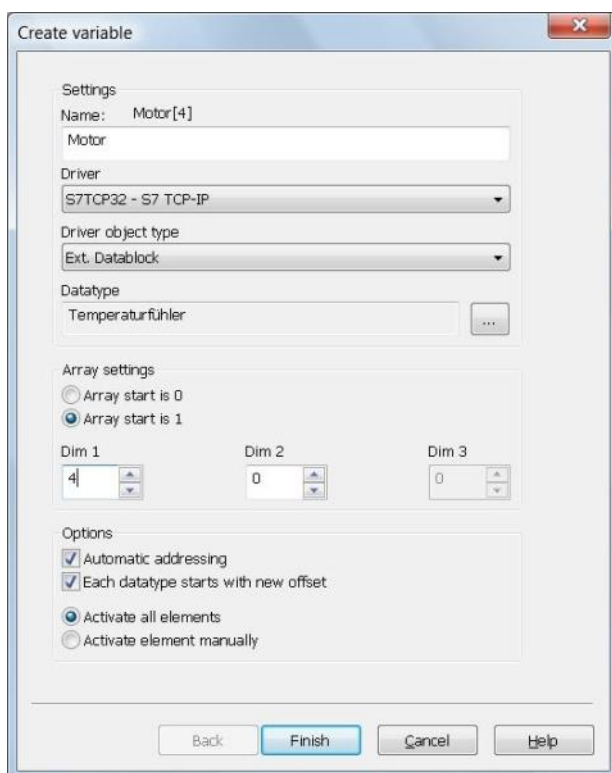 Create variable
Settings
Name: Motor[4]
Motor
Driver
S7TCP32 - S7 TCP-IP
Driver object type
Ext. Datablock
Datatype
Temperaturfühler
...
Array settings
Array start is 0
Array start is 1
Dim 1 Dim 2 Dim 3
4 0 0
Options
Automatic addressing
Each datatype starts with new offset
Activate all elements
Activate element manually
Back Finish Cancel Help